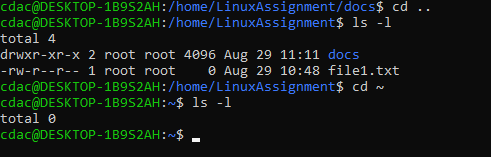 cdac@DESKTOP-1B9S2AH:/home/LinuxAssignment/docs$ cd ..
cdac@DESKTOP-1B9S2AH:/home/LinuxAssignment$ ls -l
total 4
drwxr-xr-x 2 root root 4096 Aug 29 11:11 docs
-rw-r--r-- 1 root root    0 Aug 29 10:48 file1.txt
cdac@DESKTOP-1B9S2AH:/home/LinuxAssignment$ cd ~
cdac@DESKTOP-1B9S2AH:~$ ls -l
total 0
cdac@DESKTOP-1B9S2AH:~$